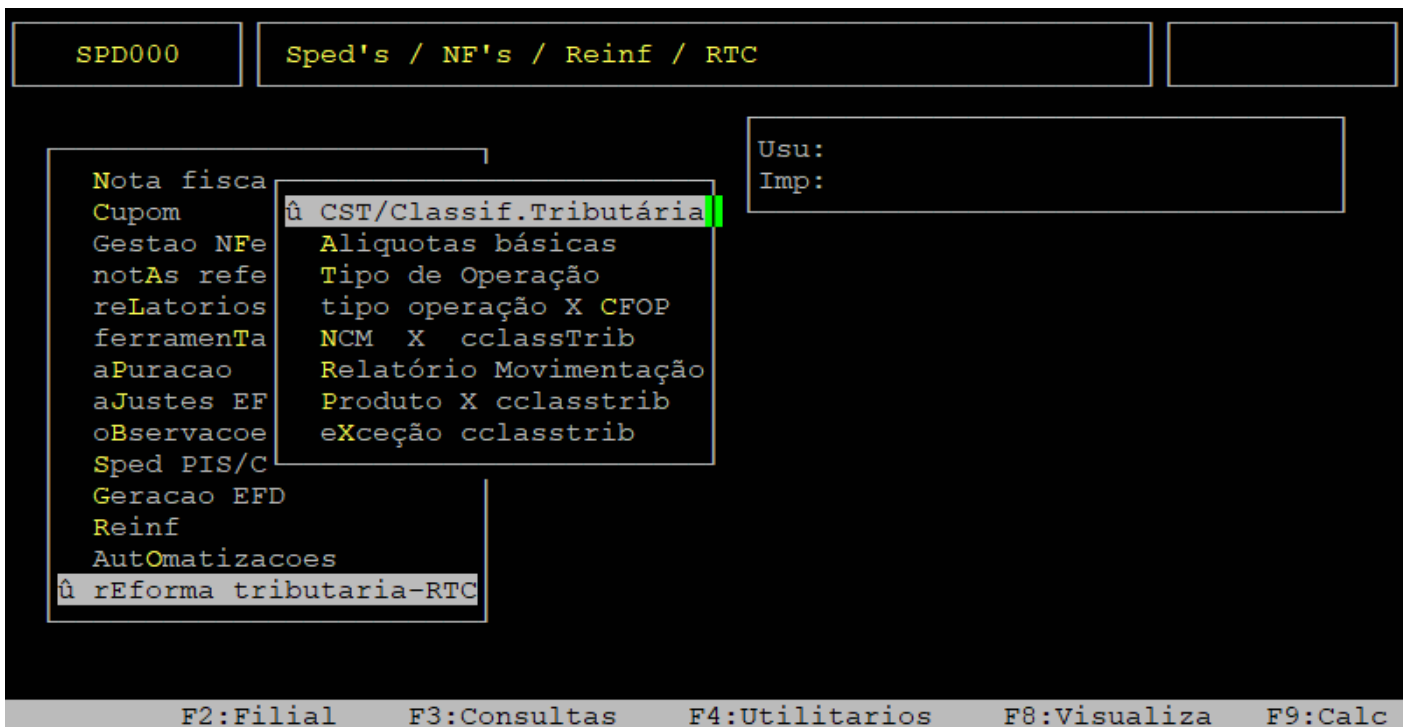 SPD000
Sped's / NF's / Reinf / RTC
Usu:
Imp:
Nota fisca
Cupom
Gestao NFe
notAs refe
reLatorios
ferramenTa
aPuracao
aJustes EF
oBservacoe
Sped PIS/C
Geracao EFD
Reinf
AutOmatizacoes
û rEforma tributaria-RTC
û CST/Classif.Tributária
Aliquotas básicas
Tipo de Operação
tipo operação X CFOP
NCM X cclassTrib
Relatório Movimentação
Produto X cclasstrib
eXceção cclasstrib
F2:Filial F3:Consultas F4:Utilitarios F8:Visualiza F9:Calc